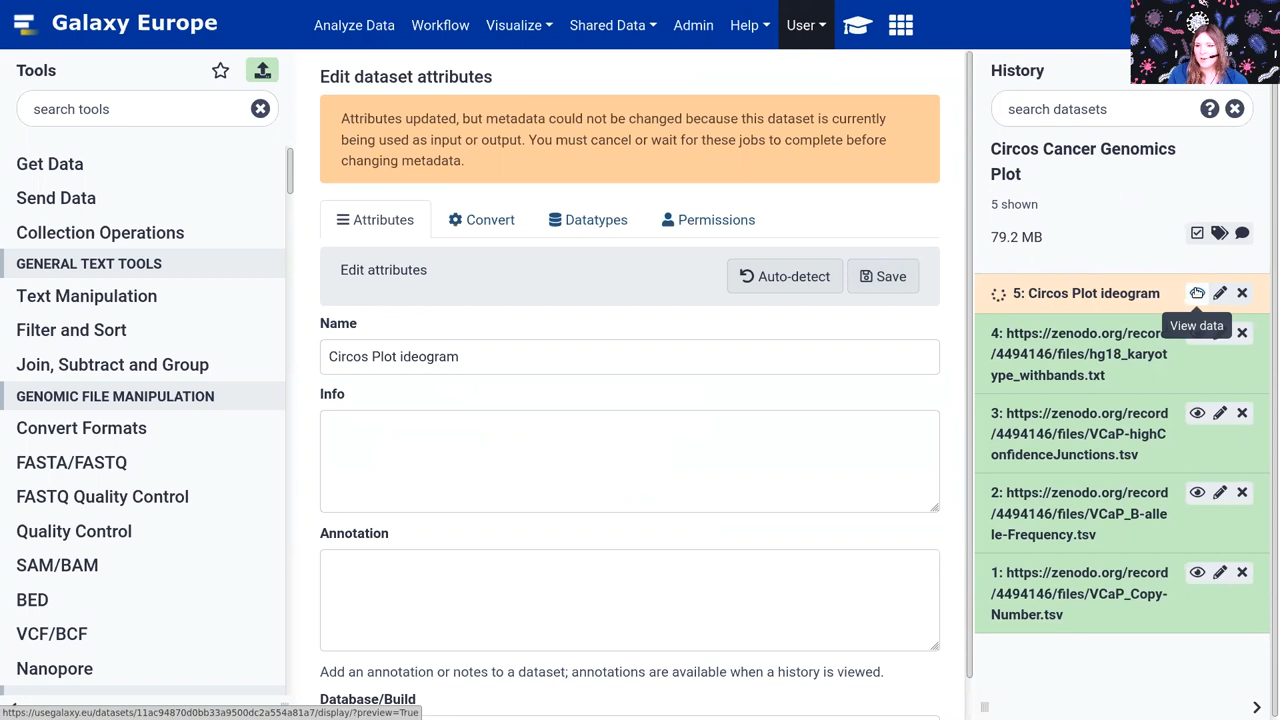 Galaxy Europe
Analyze Data
Workflow
Visualize
Shared Data
Admin
Help
User
Tools
search tools
Get Data
Send Data
Collection Operations
GENERAL TEXT TOOLS
Text Manipulation
Filter and Sort
Join, Subtract and Group
GENOMIC FILE MANIPULATION
Convert Formats
FASTA/FASTQ
FASTQ Quality Control
Quality Control
SAM/BAM
BED
VCF/BCF
Nanopore
Edit dataset attributes
Attributes updated, but metadata could not be changed because this dataset is currently
being used as input or output. You must cancel or wait for these jobs to complete before
changing metadata.
Attributes
Convert
Datatypes
Permissions
Edit attributes
Auto-detect
Save
Name
Circos Plot ideogram
Info
Annotation
Add an annotation or notes to a dataset; annotations are available when a history is viewed.
Database/Build
History
search datasets
Circos Cancer Genomics
Plot
5 shown
79.2 MB
5: Circos Plot ideogram
View data
4: https://zenodo.org/record
/4494146/files/hg18_karyot
ype_withbands.txt
3: https://zenodo.org/record
/4494146/files/VCaP-highC
onfidenceJunctions.tsv
2: https://zenodo.org/record
/4494146/files/VCaP_B-alle
le-Frequency.tsv
1: https://zenodo.org/record
/4494146/files/VCaP_Copy-
Number.tsv
https://usegalaxy.eu/datasets/11ac94870d0bb33a9500dc2a554a81a7/display/?preview=True